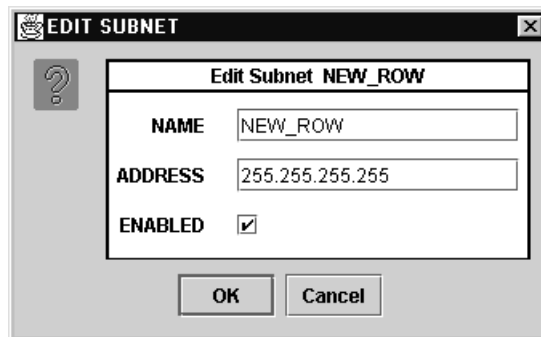 EDIT SUBNET
Edit Subnet NEW_ROW
NAME NEW_ROW
ADDRESS 255.255.255.255
ENABLED
OK Cancel